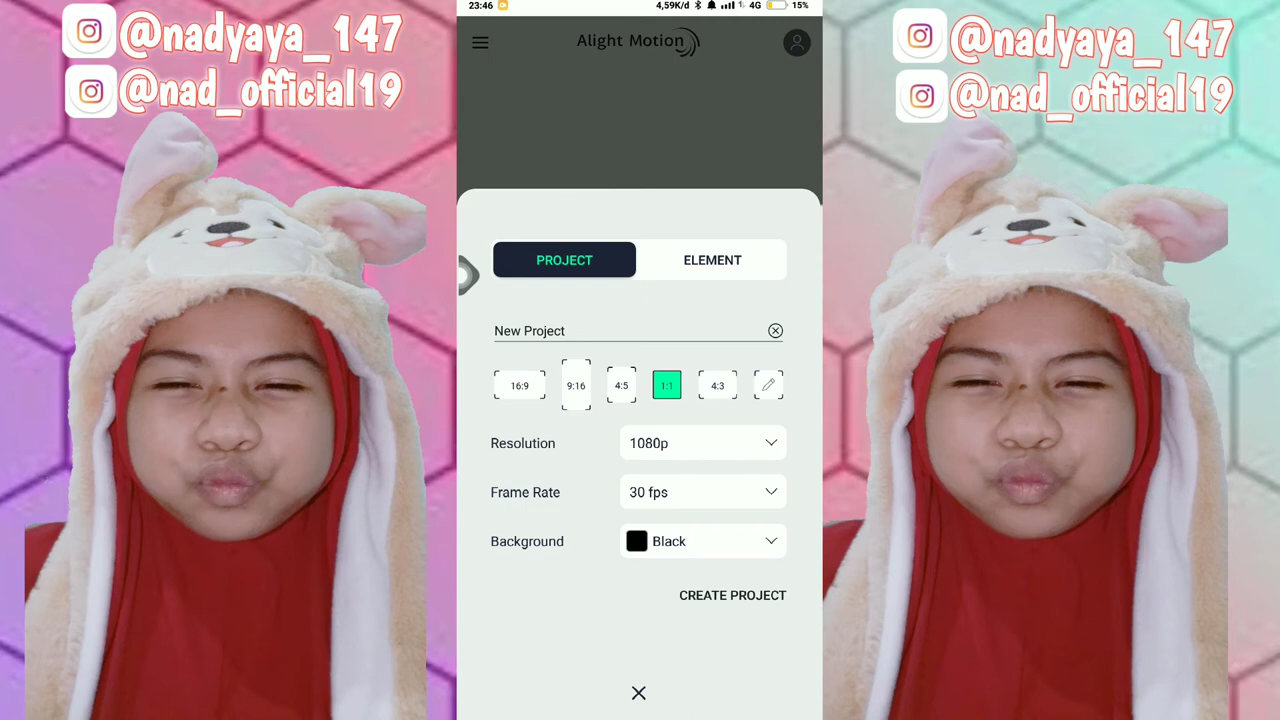 @nadyaya_147
@nad_official19
23:46 4,59K/d 4G 15%
Alight Motion
PROJECT ELEMENT
New Project
16:9 9:16 4:5 1:1 4:3
Resolution 1080p
Frame Rate 30 fps
Background Black
CREATE PROJECT
@nadyaya_147
@nad_official19